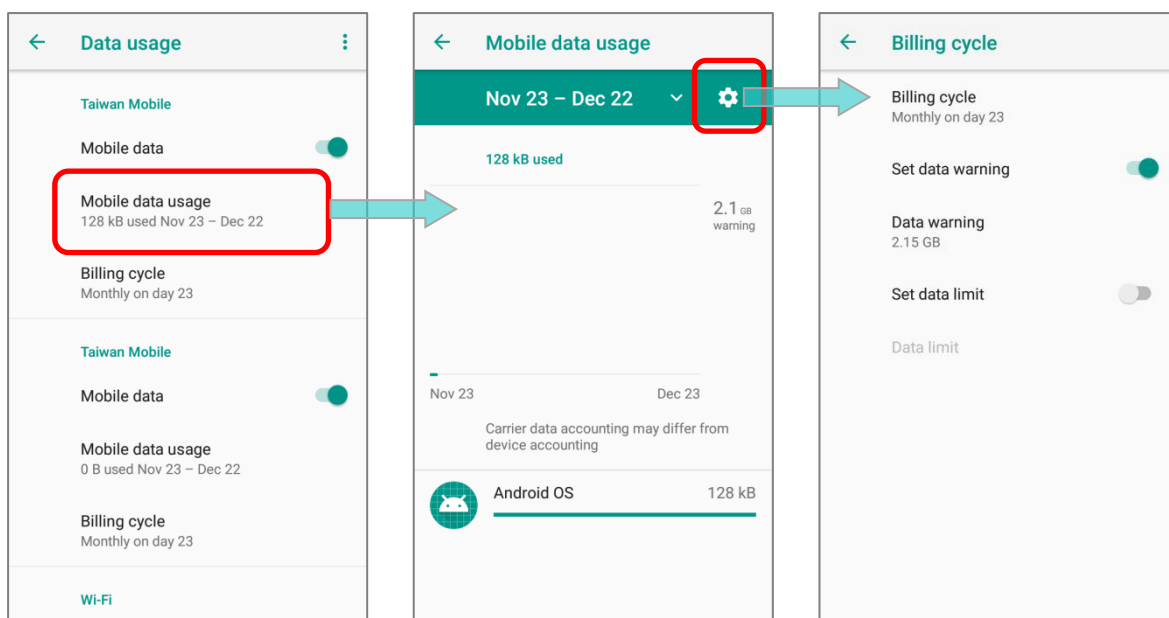 Data usage
Taiwan Mobile
Mobile data
Mobile data usage
128 kB used Nov 23 – Dec 22
Billing cycle
Monthly on day 23
Taiwan Mobile
Mobile data
Mobile data usage
0 B used Nov 23 – Dec 22
Billing cycle
Monthly on day 23
Wi-Fi
Mobile data usage
Nov 23 – Dec 22
128 kB used
2.1 GB
warning
Nov 23 Dec 23
Carrier data accounting may differ from
device accounting
Android OS 128 kB
Billing cycle
Billing cycle
Monthly on day 23
Set data warning
Data warning
2.15 GB
Set data limit
Data limit